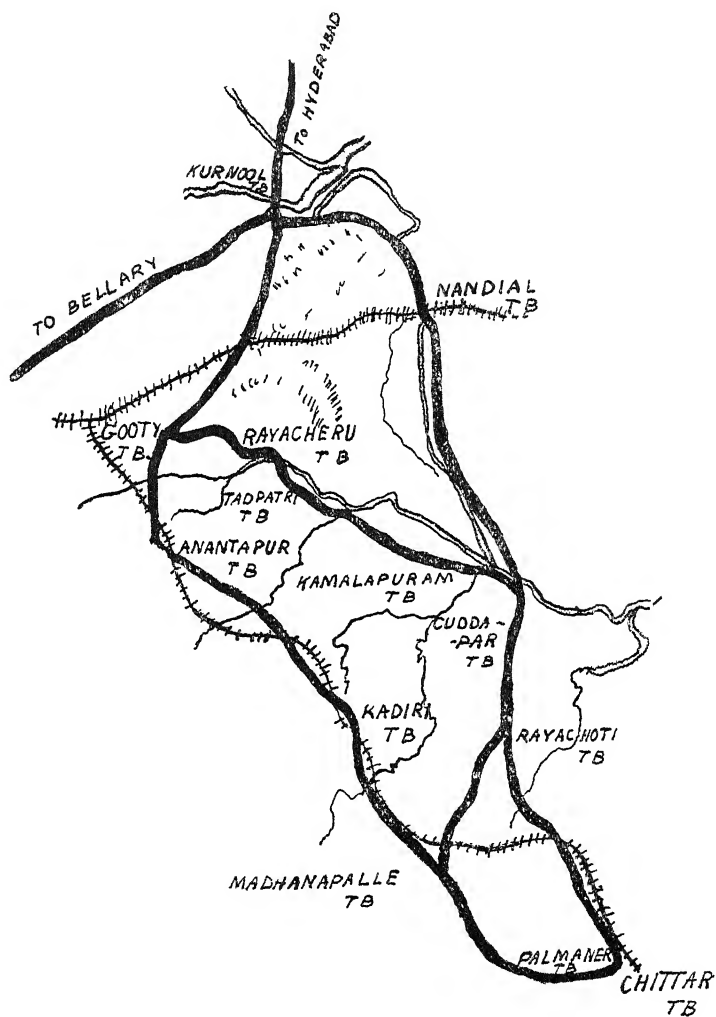 TO HYDERABAD
KURNOOL
TB
TO BELLARY
NANDIAL
TB
GOOTY
TB.
RAYACHERU
TB
TADPATRI
TB
ANANTAPUR
TB
KAMALAPURAM
TB
CUDDA-
-PAR
TB
KADIRI
TB
RAYACHOTI
TB
MADHANAPALLE
TB
PALMANER
TB
CHITTAR
TB